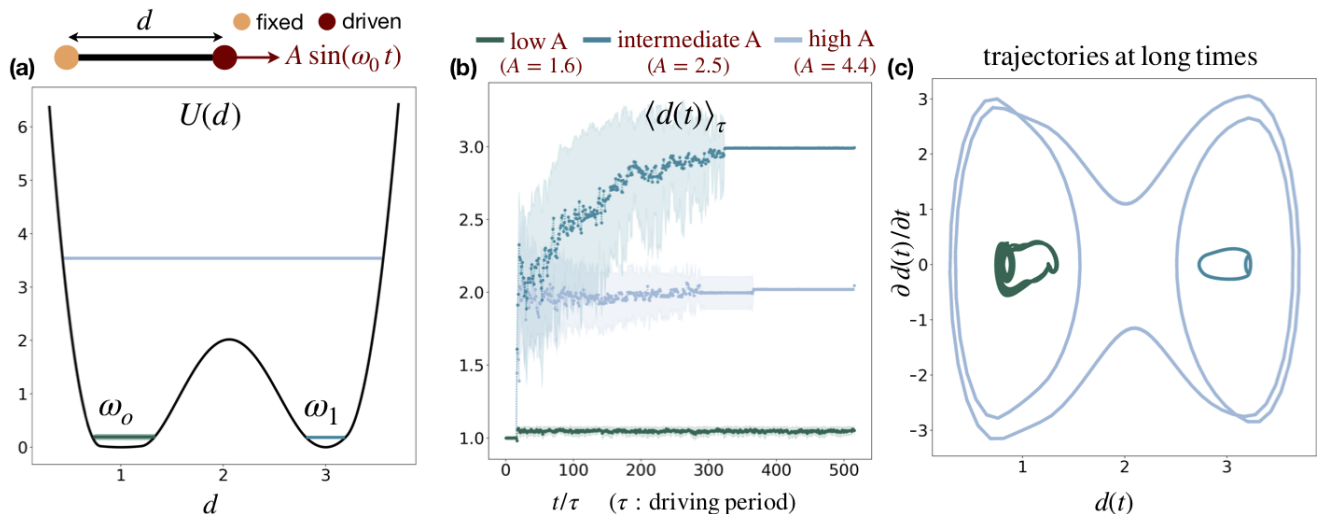 d
fixed
driven
A sin(ω₀ t)
(a)
U(d)
6
5
4
3
2
1
0
ωₒ
ω₁
1
2
3
d
low A
intermediate A
high A
(b)
(A = 1.6)
(A = 2.5)
(A = 4.4)
⟨d(t)⟩τ
3.0
2.5
2.0
1.5
1.0
0
100
200
300
400
500
t/τ (τ : driving period)
(c)
trajectories at long times
3
2
1
0
-1
-2
-3
∂ d(t)/∂t
1
2
3
d(t)